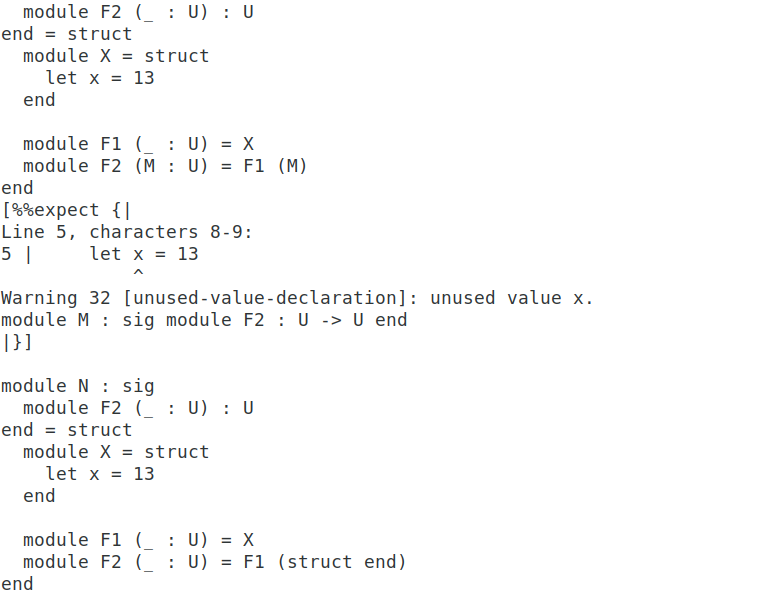 module F2 (_ : U) : U
end = struct
  module X = struct
    let x = 13
  end

  module F1 (_ : U) = X
  module F2 (M : U) = F1 (M)
end
[%%expect {|
Line 5, characters 8-9:
5 |     let x = 13
            ^
Warning 32 [unused-value-declaration]: unused value x.
module M : sig module F2 : U -> U end
|}]

module N : sig
  module F2 (_ : U) : U
end = struct
  module X = struct
    let x = 13
  end

  module F1 (_ : U) = X
  module F2 (_ : U) = F1 (struct end)
end